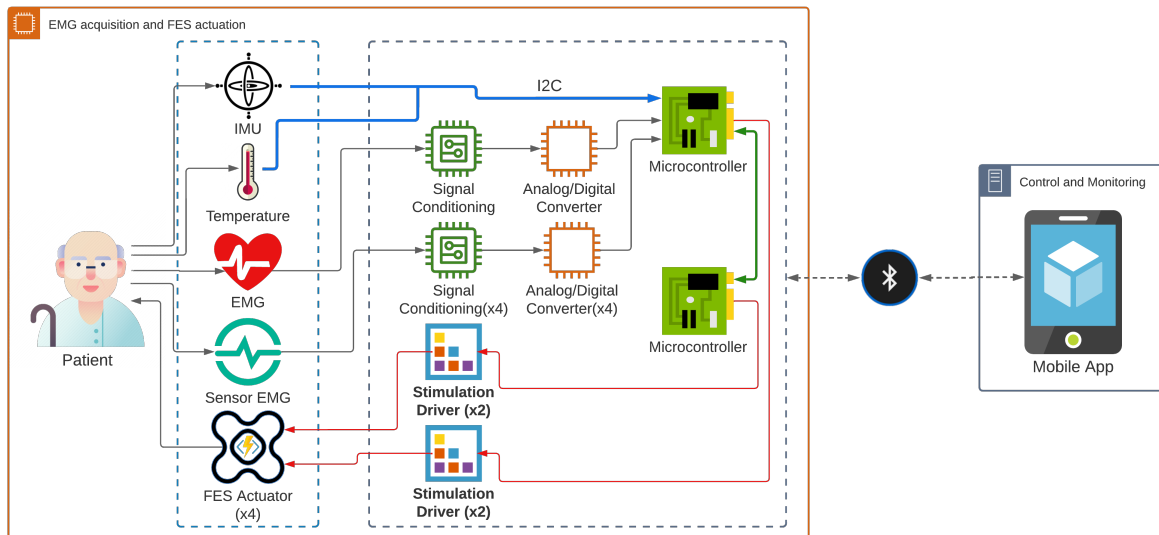 EMG acquisition and FES actuation
IMU
I2C
Microcontroller
Temperature
Signal
Conditioning
Analog/Digital
Converter
EMG
Signal
Conditioning(x4)
Analog/Digital
Converter(x4)
Microcontroller
Patient
Sensor EMG
Stimulation
Driver (x2)
FES Actuator
(x4)
Stimulation
Driver (x2)
Control and Monitoring
Mobile App